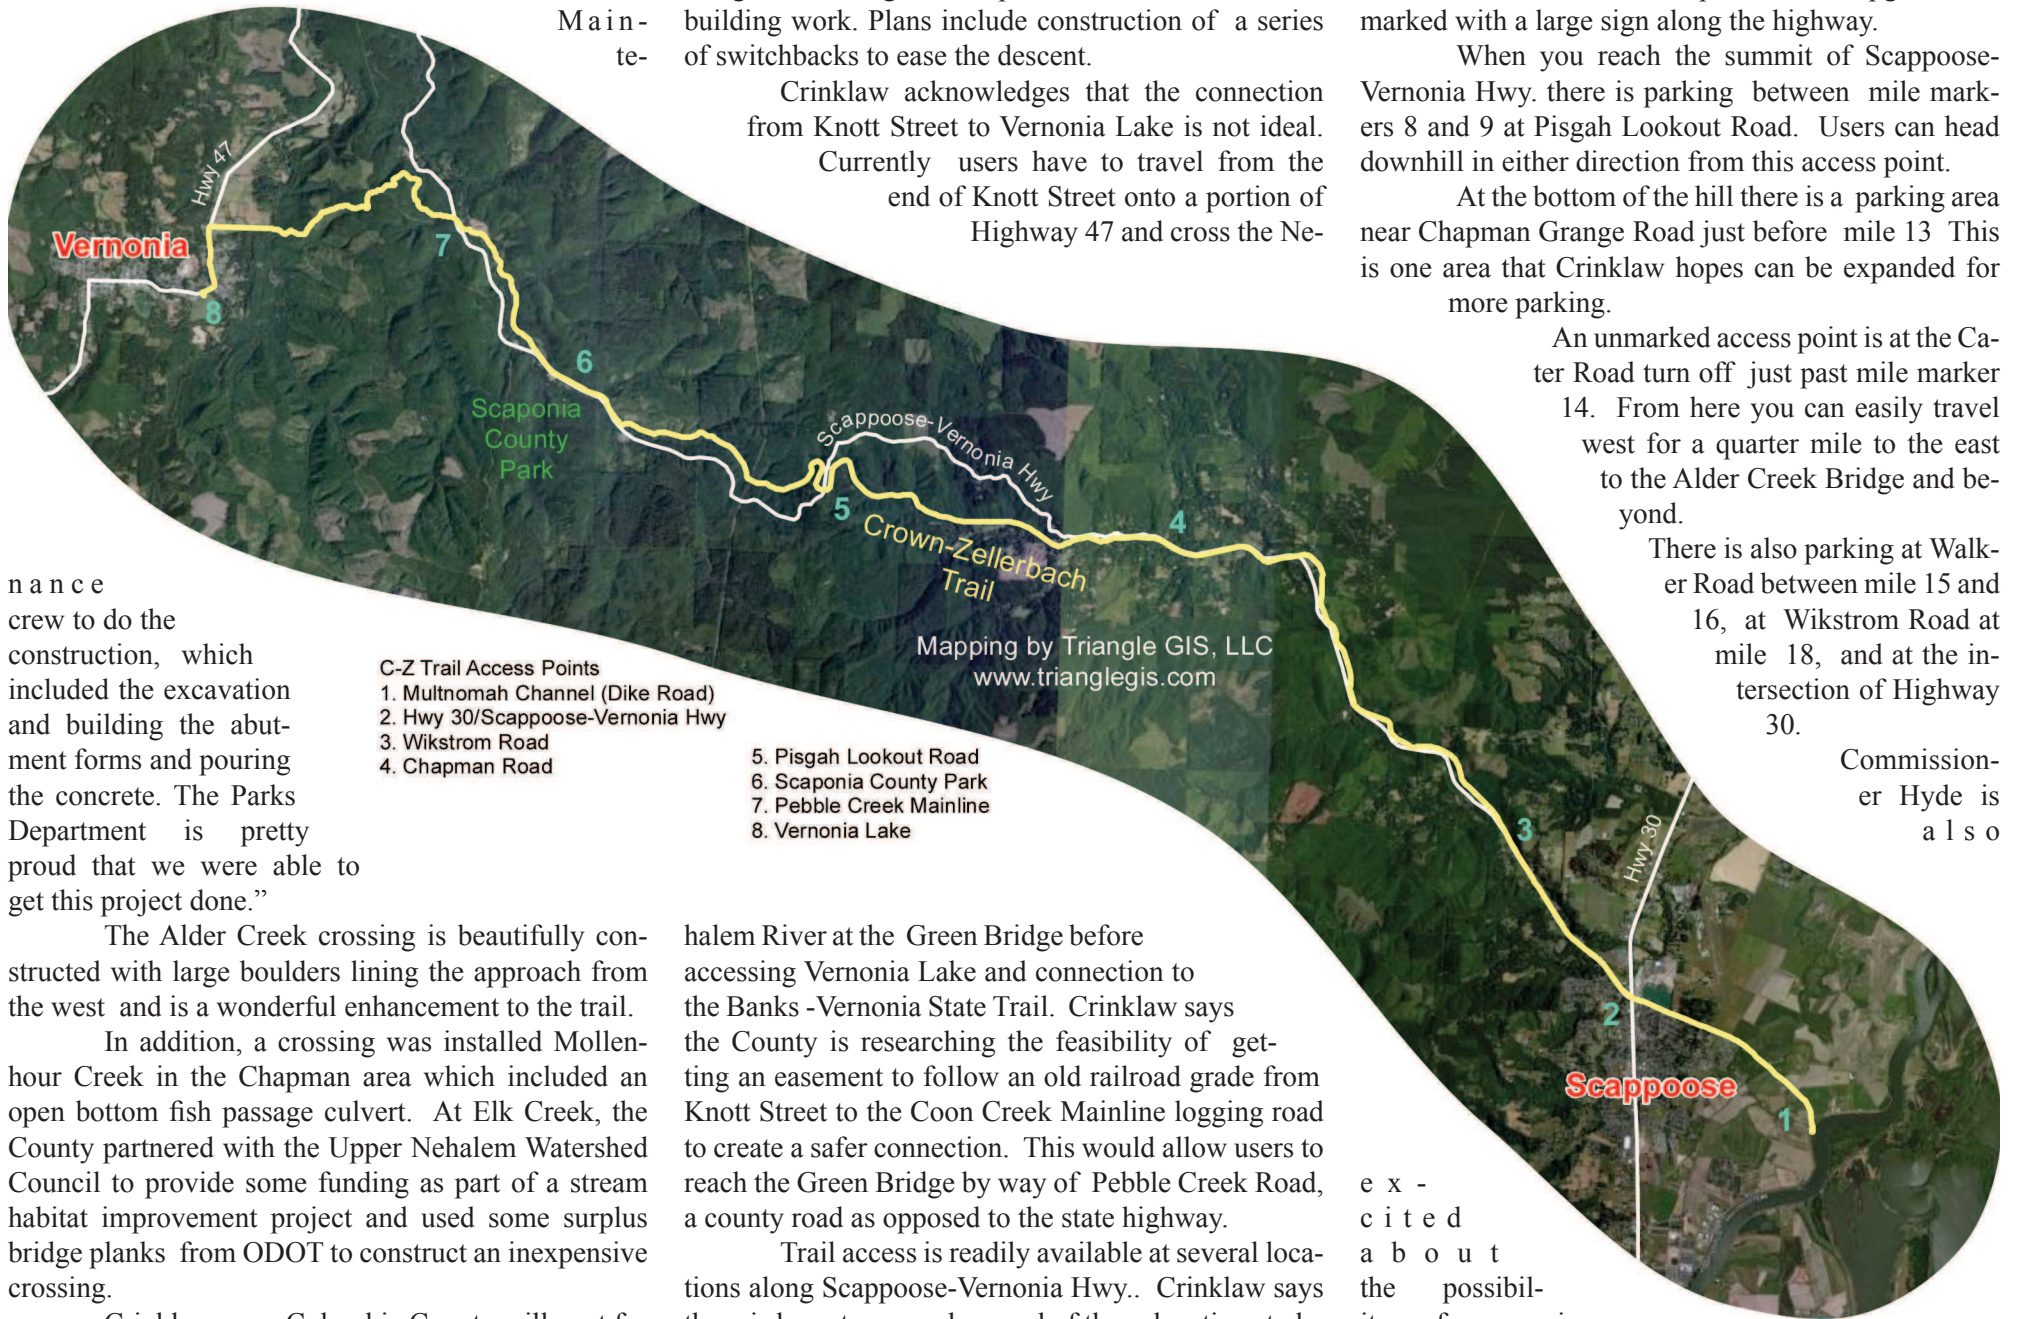 Main-
te-
nance
crew to do the
construction, which
included the excavation
and building the abut-
ment forms and pouring
the concrete. The Parks
Department is pretty
proud that we were able to
get this project done.”
The Alder Creek crossing is beautifully con-
structed with large boulders lining the approach from
the west and is a wonderful enhancement to the trail.
In addition, a crossing was installed Mollen-
hour Creek in the Chapman area which included an
open bottom fish passage culvert. At Elk Creek, the
County partnered with the Upper Nehalem Watershed
Council to provide some funding as part of a stream
habitat improvement project and used some surplus
bridge planks from ODOT to construct an inexpensive
crossing.
building work. Plans include construction of a series
of switchbacks to ease the descent.
Crinklaw acknowledges that the connection
from Knott Street to Vernonia Lake is not ideal.
Currently users have to travel from the
end of Knott Street onto a portion of
Highway 47 and cross the Ne-
halem River at the Green Bridge before
accessing Vernonia Lake and connection to
the Banks -Vernonia State Trail. Crinklaw says
the County is researching the feasibility of get-
ting an easement to follow an old railroad grade from
Knott Street to the Coon Creek Mainline logging road
to create a safer connection. This would allow users to
reach the Green Bridge by way of Pebble Creek Road,
a county road as opposed to the state highway.
Trail access is readily available at several loca-
tions along Scappoose-Vernonia Hwy.. Crinklaw says
marked with a large sign along the highway.
When you reach the summit of Scappoose-
Vernonia Hwy. there is parking between mile mark-
ers 8 and 9 at Pisgah Lookout Road. Users can head
downhill in either direction from this access point.
At the bottom of the hill there is a parking area
near Chapman Grange Road just before mile 13 This
is one area that Crinklaw hopes can be expanded for
more parking.
An unmarked access point is at the Ca-
ter Road turn off just past mile marker
14. From here you can easily travel
west for a quarter mile to the east
to the Alder Creek Bridge and be-
yond.
There is also parking at Walk-
er Road between mile 15 and
16, at Wikstrom Road at
mile 18, and at the in-
tersection of Highway
30.
Commission-
er Hyde is
also
ex-
cited
about
the possibil-
Hwy 47
Vernonia
8
7
6
Scaponia
County
Park
Scappoose-Vernonia Hwy
5
Crown-Zellerbach
Trail
4
Mapping by Triangle GIS, LLC
www.trianglegis.com
3
Hwy 30
2
Scappoose
1
C-Z Trail Access Points
1. Multnomah Channel (Dike Road)
2. Hwy 30/Scappoose-Vernonia Hwy
3. Wikstrom Road
4. Chapman Road
5. Pisgah Lookout Road
6. Scaponia County Park
7. Pebble Creek Mainline
8. Vernonia Lake